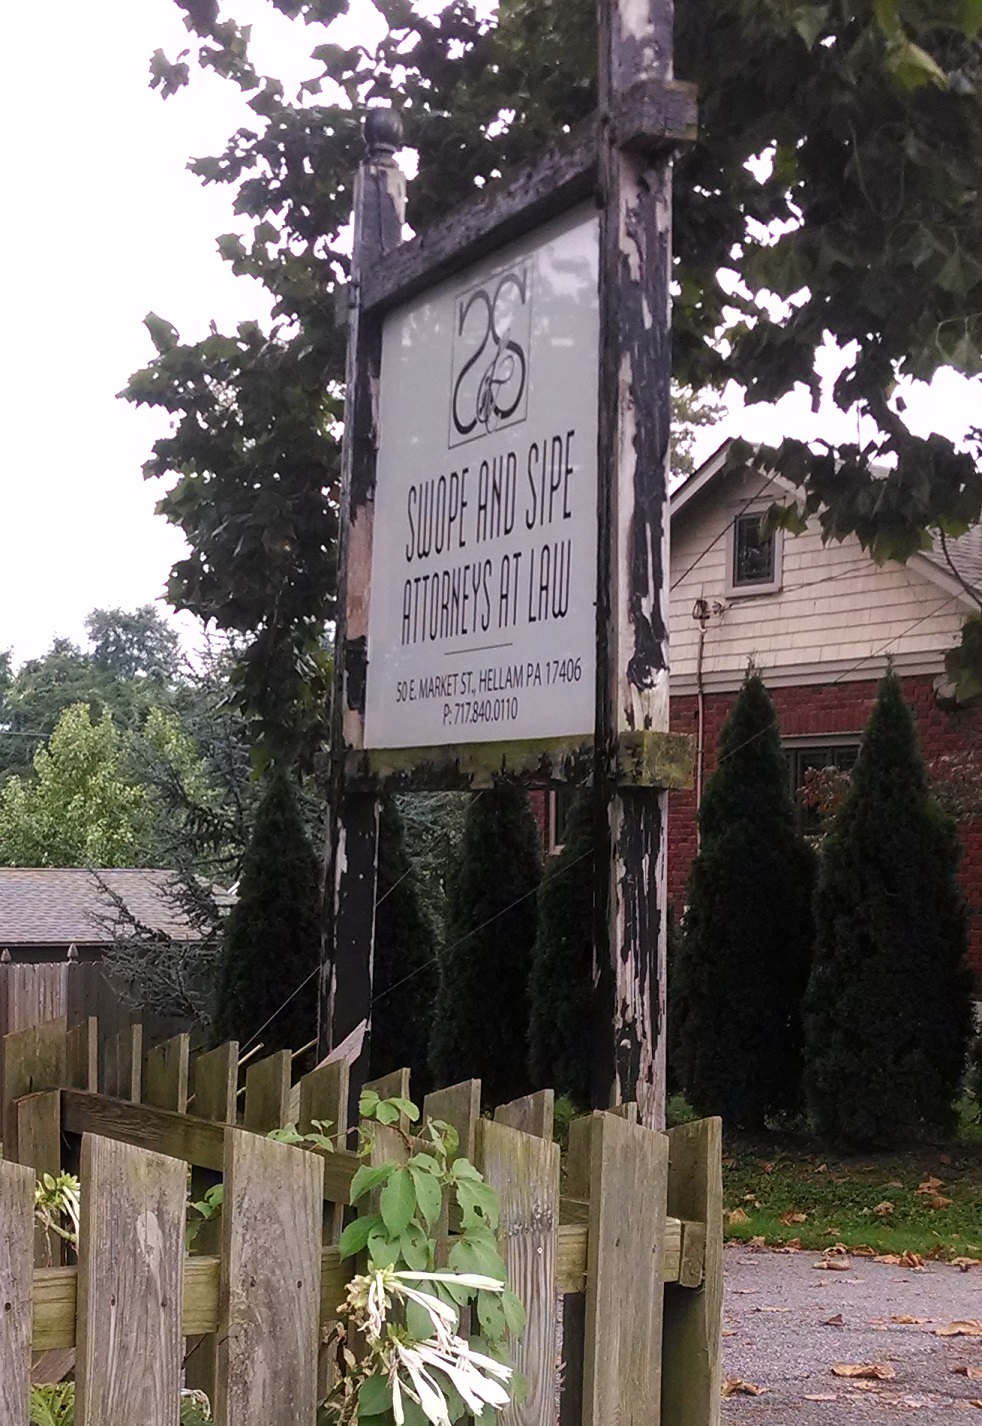 S&S
SWOPE AND SIPE
ATTORNEYS AT LAW
50 E. MARKET ST., HELLAM PA 17406
P: 717.840.0110